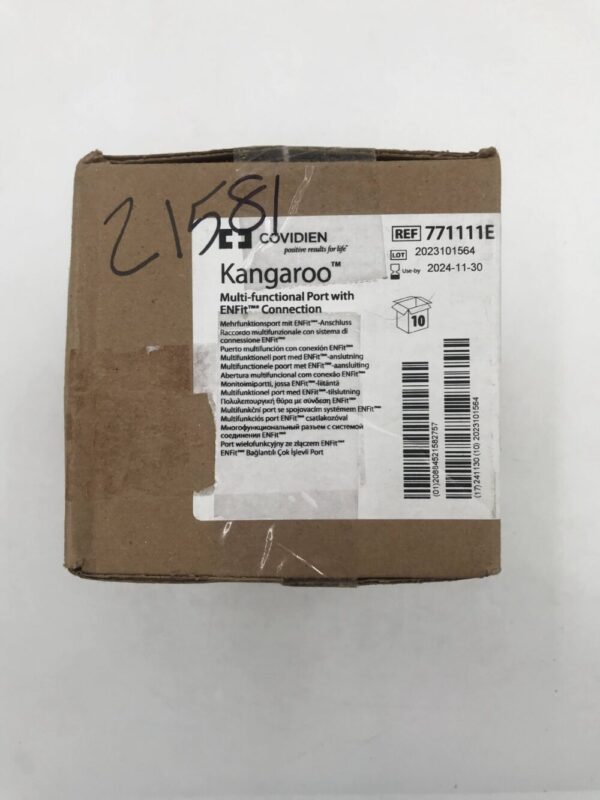 21581
COVIDIEN
positive results for life™
REF 771111E
LOT 2023101564
Use-by 2024-11-30
Kangaroo™
Multi-functional Port with
ENFit™* Connection
10
Mehrfunktionsport mit ENFit™*-Anschluss
Raccordo multifunzionale con sistema di
connessione ENFit™*
Puerto multifunción con conexión ENFit™*
Multifunktionell port med ENFit™*-anslutning
Multifunctionele poort met ENFit™*-aansluiting
Abertura multifuncional com conexão ENFit™*
Monitoimiportti, jossa ENFit™*-liitäntä
Multifunktionel port med ENFit™*-tilslutning
Πολυλειτουργική θύρα με σύνδεση ENFit™*
Multifunkční port se spojovacím systémem ENFit™*
Multifunkciós port ENFit™* csatlakozóval
Многофункциональный разъем с системой
соединения ENFit™*
Port wielofunkcyjny ze złączem ENFit™*
ENFit™* Bağlantılı Çok İşlevli Port
(01)20884521582757
(17)241130(10)2023101564